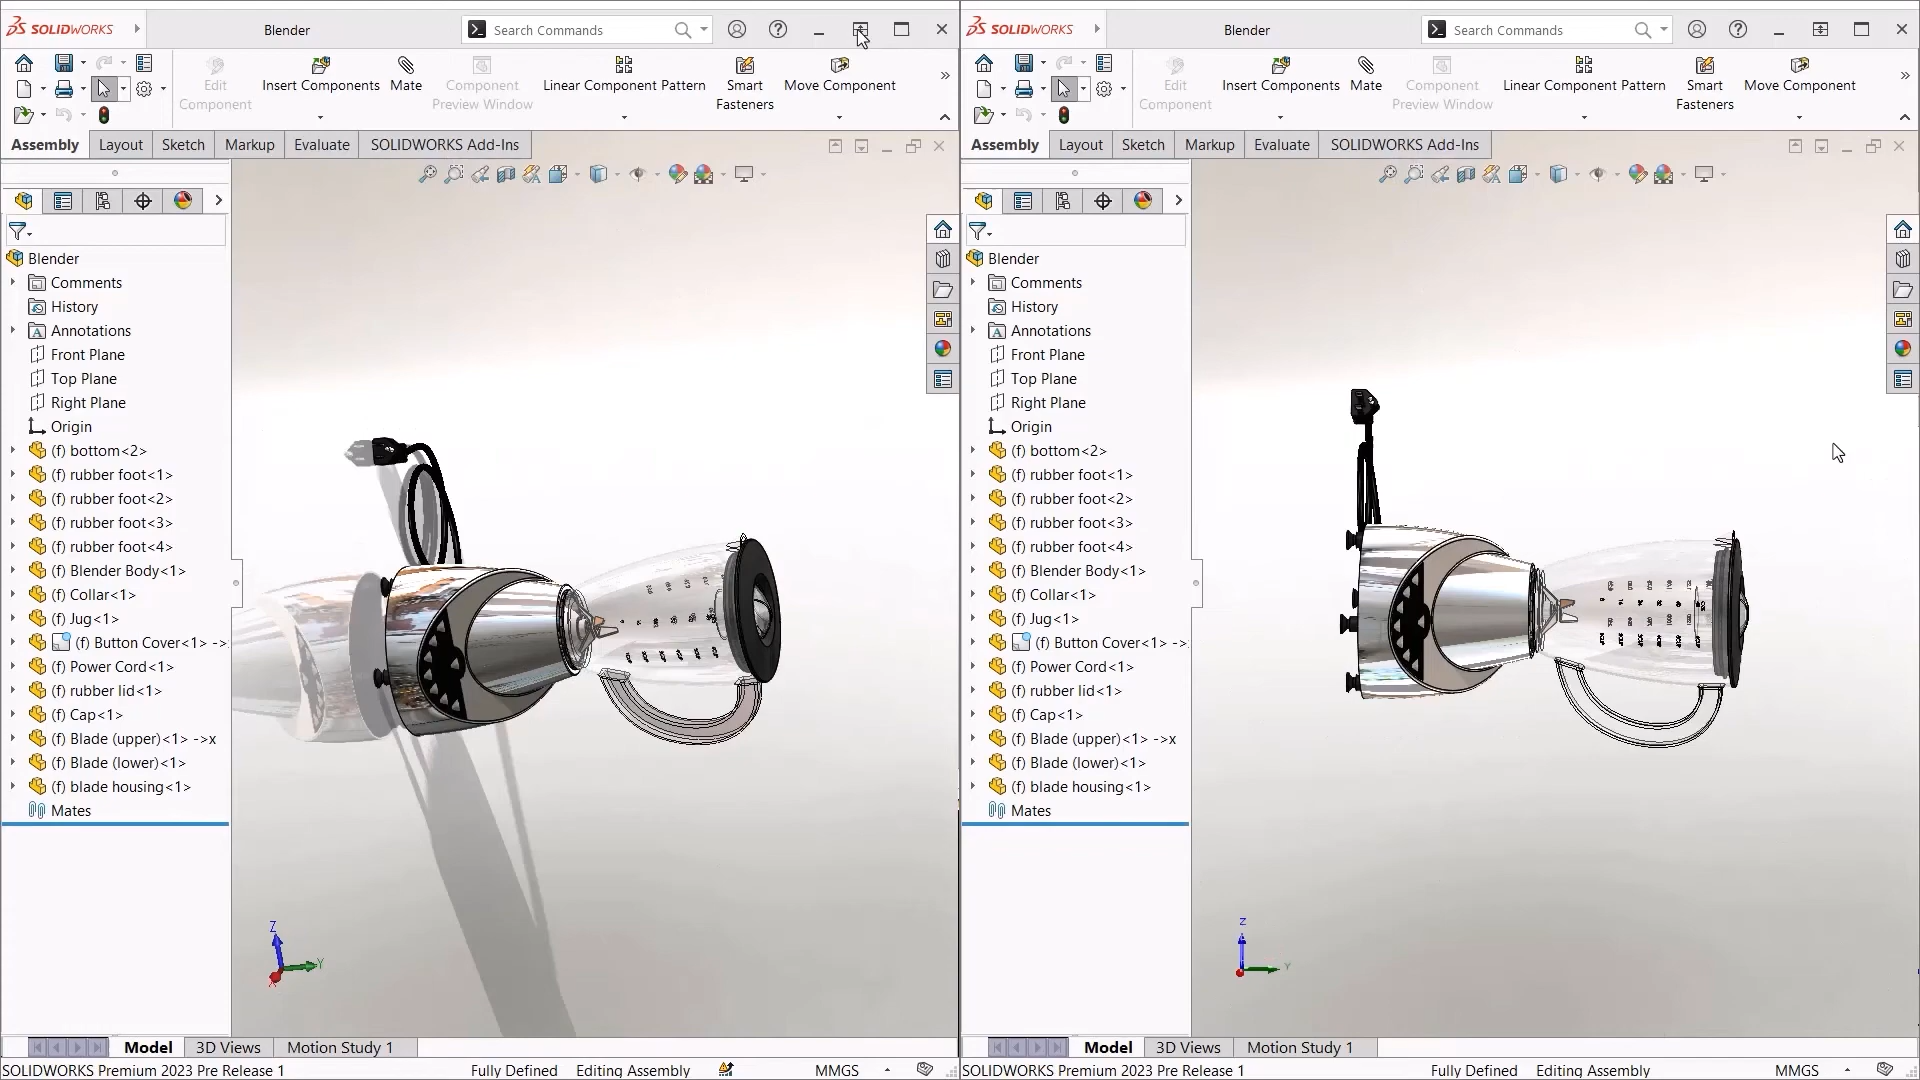 SOLIDWORKS
Blender
Search Commands
Edit Component
Insert Components
Mate
Component Preview Window
Linear Component Pattern
Smart Fasteners
Move Component
Assembly
Layout
Sketch
Markup
Evaluate
SOLIDWORKS Add-Ins
Blender
Comments
History
Annotations
Front Plane
Top Plane
Right Plane
Origin
(f) bottom<2>
(f) rubber foot<1>
(f) rubber foot<2>
(f) rubber foot<3>
(f) rubber foot<4>
(f) Blender Body<1>
(f) Collar<1>
(f) Jug<1>
(f) Button Cover<1> ->
(f) Power Cord<1>
(f) rubber lid<1>
(f) Cap<1>
(f) Blade (upper)<1> ->x
(f) Blade (lower)<1>
(f) blade housing<1>
Mates
Z
Y
X
Model
3D Views
Motion Study 1
SOLIDWORKS Premium 2023 Pre Release 1
Fully Defined
Editing Assembly
MMGS
SOLIDWORKS
Blender
Search Commands
Edit Component
Insert Components
Mate
Component Preview Window
Linear Component Pattern
Smart Fasteners
Move Component
Assembly
Layout
Sketch
Markup
Evaluate
SOLIDWORKS Add-Ins
Blender
Comments
History
Annotations
Front Plane
Top Plane
Right Plane
Origin
(f) bottom<2>
(f) rubber foot<1>
(f) rubber foot<2>
(f) rubber foot<3>
(f) rubber foot<4>
(f) Blender Body<1>
(f) Collar<1>
(f) Jug<1>
(f) Button Cover<1> ->
(f) Power Cord<1>
(f) rubber lid<1>
(f) Cap<1>
(f) Blade (upper)<1> ->x
(f) Blade (lower)<1>
(f) blade housing<1>
Mates
Z
Y
Model
3D Views
Motion Study 1
SOLIDWORKS Premium 2023 Pre Release 1
Fully Defined
Editing Assembly
MMGS